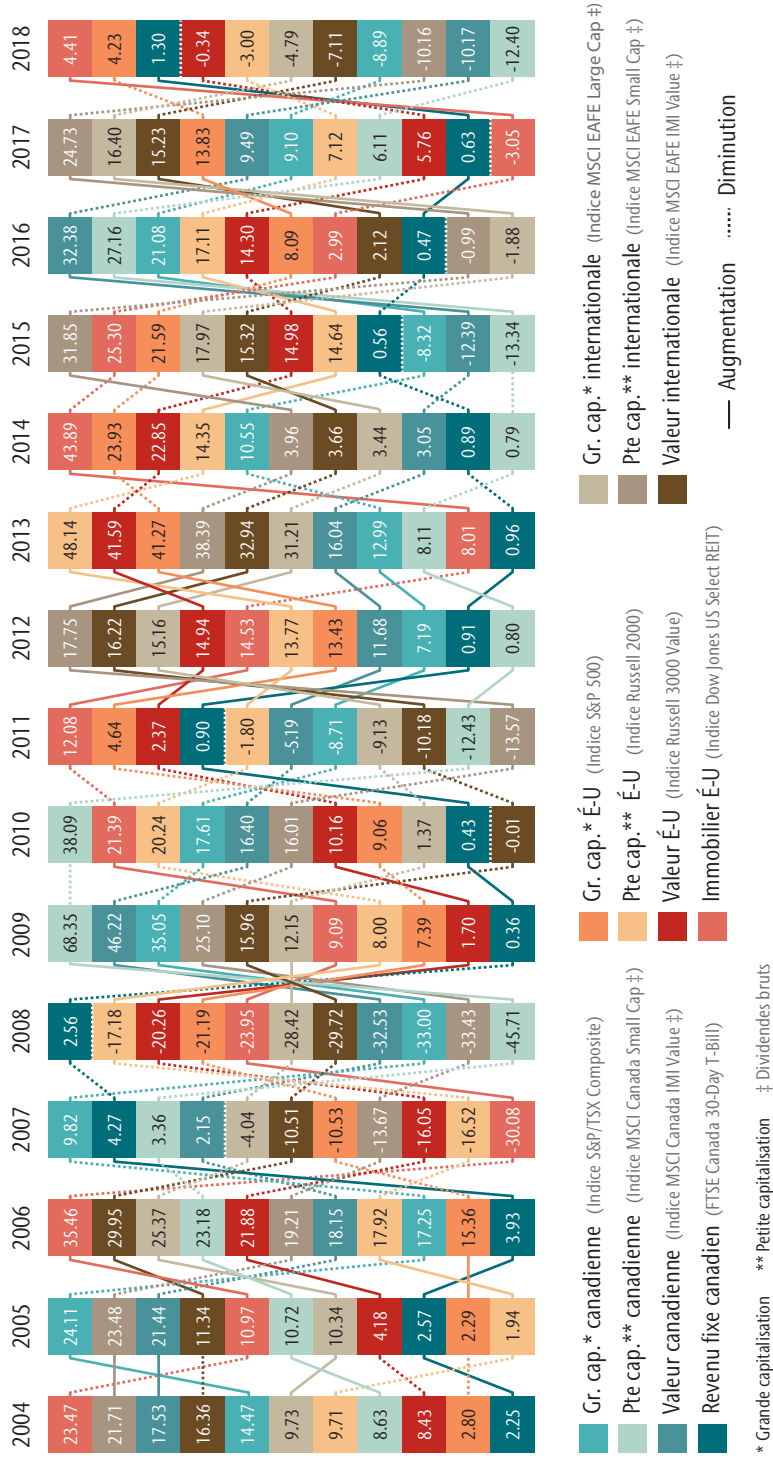 2004 2005 2006 2007 2008 2009 2010 2011 2012 2013 2014 2015 2016 2017 2018
23.47 24.11 35.46 9.82 2.56 68.35 38.09 12.08 17.75 48.14 43.89 31.85 32.38 24.73 4.41
21.71 23.48 29.95 4.27 -17.18 46.22 21.39 4.64 16.22 41.59 23.93 25.30 27.16 16.40 4.23
17.53 21.44 25.37 3.36 -20.26 35.05 20.24 2.37 15.16 41.27 22.85 21.59 21.08 15.23 1.30
16.36 11.34 23.18 2.15 -21.19 25.10 17.61 0.90 14.94 38.39 14.35 17.97 17.11 13.83 -0.34
14.47 10.97 21.88 -4.04 -23.95 15.96 16.40 -1.80 14.53 32.94 10.55 15.32 14.30 9.49 -3.00
9.73 10.72 19.21 -10.51 -28.42 12.15 16.01 -5.19 13.77 31.21 3.96 14.98 8.09 9.10 -4.79
9.71 10.34 18.15 -10.53 -29.72 9.09 10.16 -8.71 13.43 16.04 3.66 14.64 2.99 7.12 -7.11
8.63 4.18 17.92 -13.67 -32.53 8.00 9.06 -9.13 11.68 12.99 3.44 0.56 2.12 6.11 -8.89
8.43 2.57 17.25 -16.05 -33.00 7.39 1.37 -10.18 7.19 8.11 3.05 -8.32 0.47 5.76 -10.16
2.80 2.29 15.36 -16.52 -33.43 1.70 0.43 -12.43 0.91 8.01 0.89 -12.39 -0.99 0.63 -10.17
2.25 1.94 3.93 -30.08 -45.71 0.36 -0.01 -13.57 0.80 0.96 0.79 -13.34 -1.88 -3.05 -12.40
Gr. cap.* canadienne (Indice S&P/TSX Composite)
Pte cap.** canadienne (Indice MSCI Canada Small Cap ‡)
Valeur canadienne (Indice MSCI Canada IMI Value ‡)
Revenu fixe canadien (FTSE Canada 30-Day T-Bill)
Gr. cap.* É-U (Indice S&P 500)
Pte cap.** É-U (Indice Russell 2000)
Valeur É-U (Indice Russell 3000 Value)
Immobilier É-U (Indice Dow Jones US Select REIT)
Gr. cap.* internationale (Indice MSCI EAFE Large Cap ‡)
Pte cap.** internationale (Indice MSCI EAFE Small Cap ‡)
Valeur internationale (Indice MSCI EAFE IMI Value ‡)
Augmentation Diminution
* Grande capitalisation ** Petite capitalisation ‡ Dividendes bruts